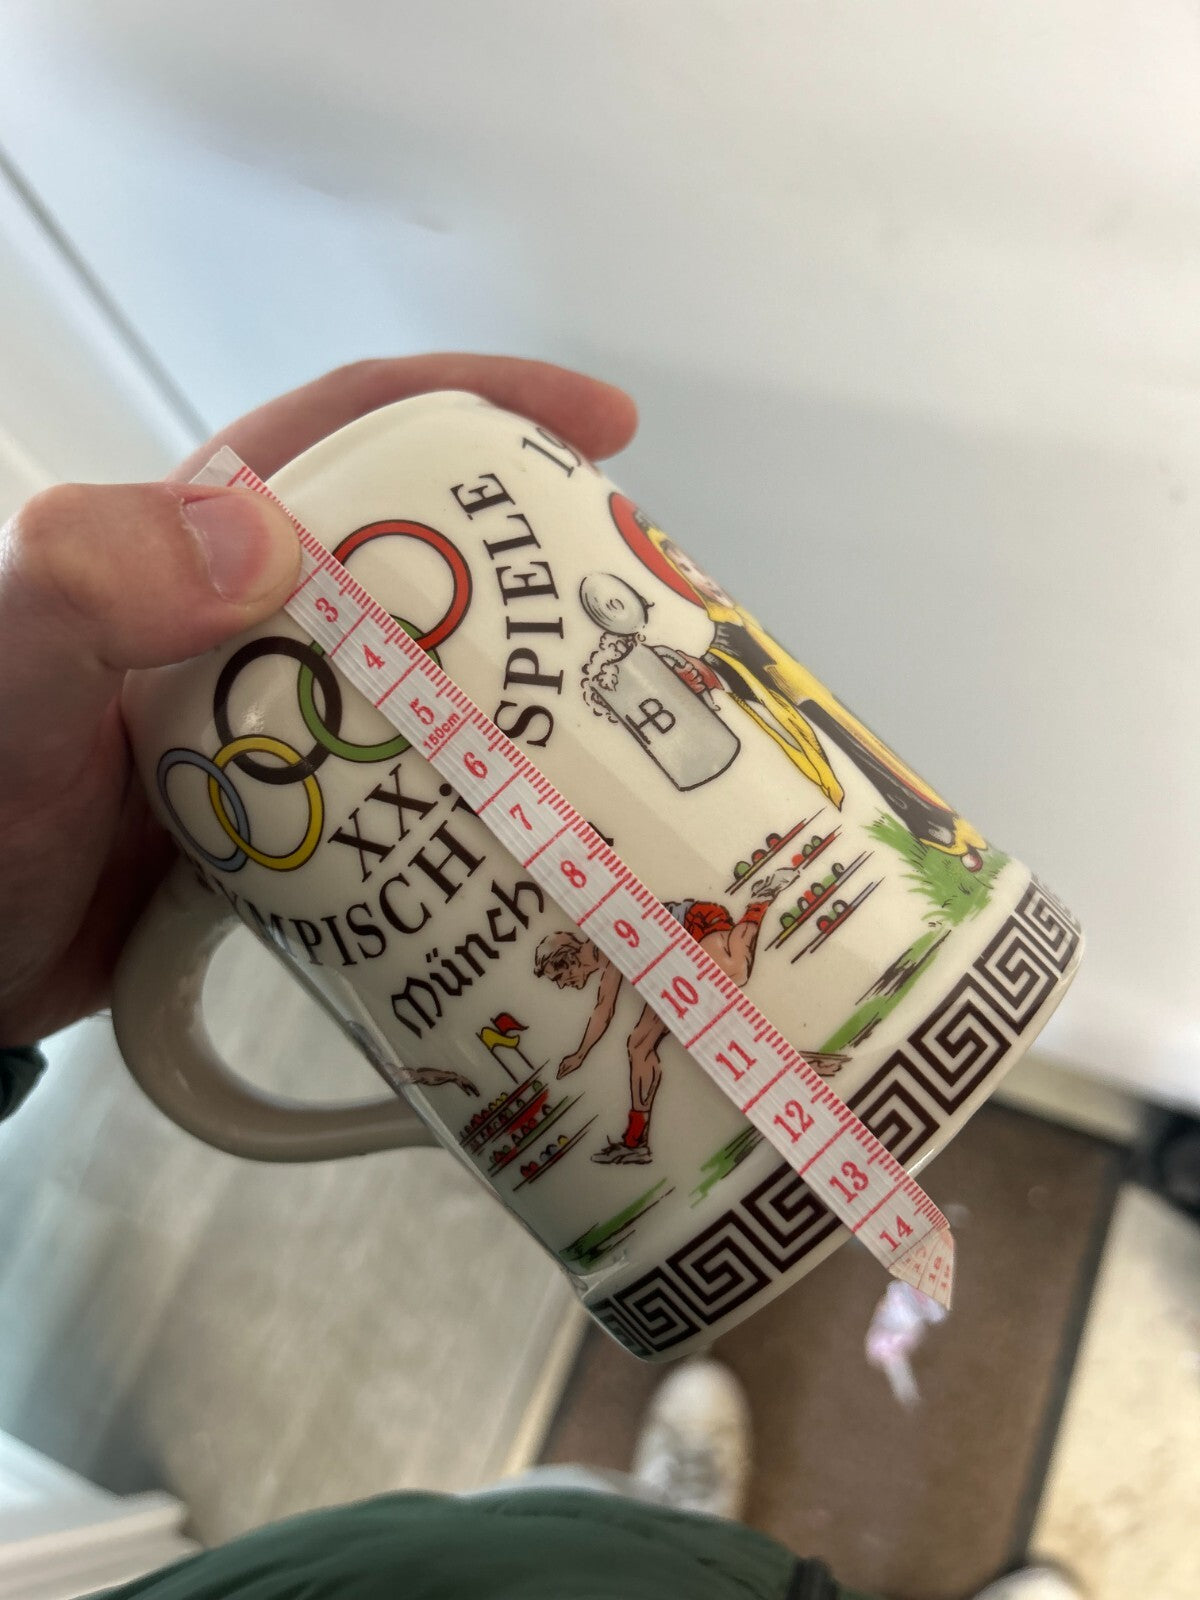 XX.
SPIELE
19
MPISCH
Münch
HB
3
4
5
150cm
6
7
8
9
10
11
12
13
14